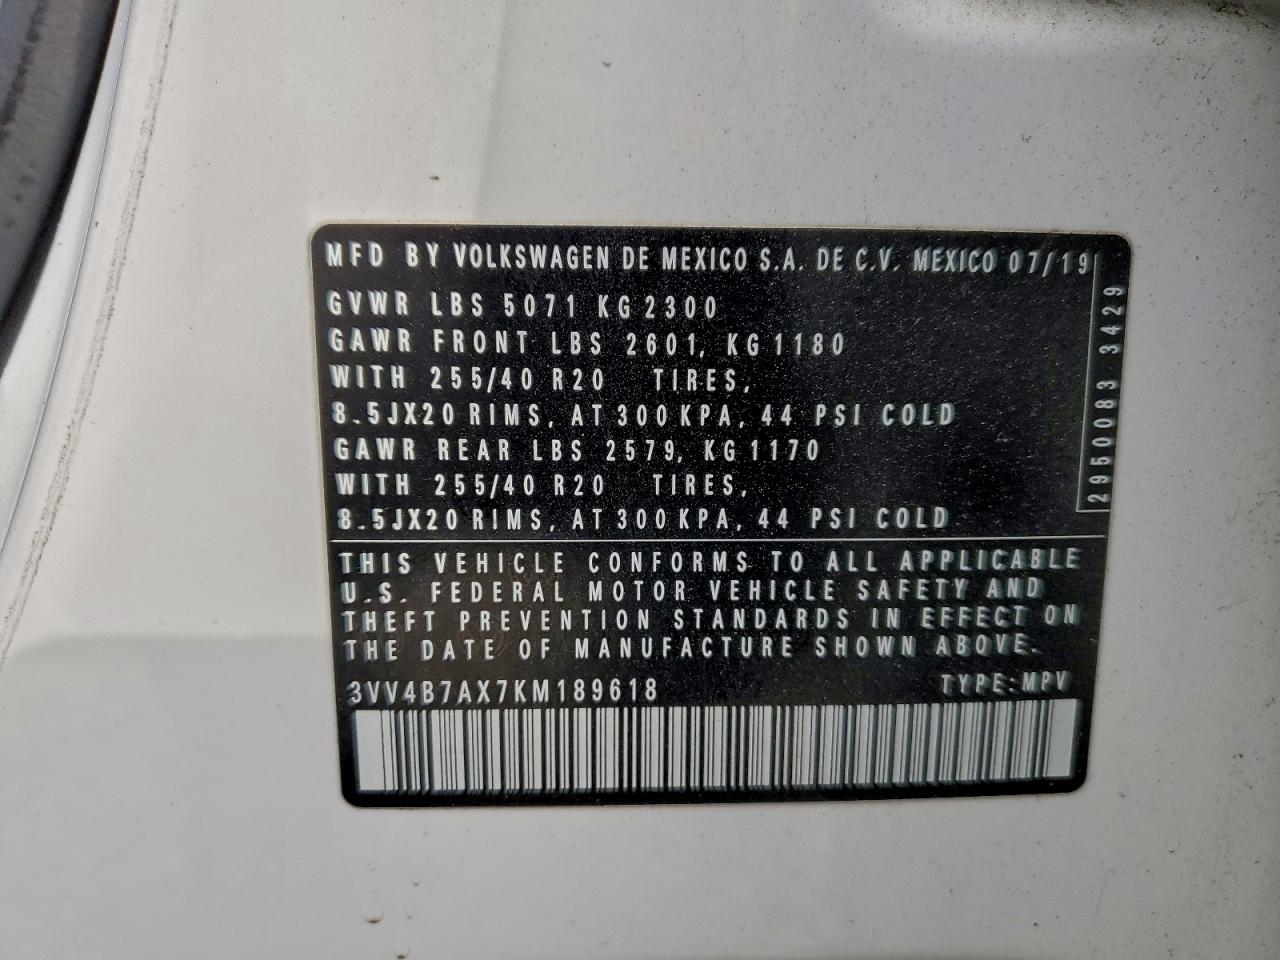 MFD BY VOLKSWAGEN DE MEXICO S.A. DE C.V. MEXICO 07/19
GVWR LBS 5071 KG 2300
GAWR FRONT LBS 2601, KG 1180
WITH 255/40 R20 TIRES,
8.5JX20 RIMS, AT 300 KPA, 44 PSI COLD
GAWR REAR LBS 2579, KG 1170
WITH 255/40 R20 TIRES,
8.5JX20 RIMS, AT 300 KPA, 44 PSI COLD
2950083 3429
THIS VEHICLE CONFORMS TO ALL APPLICABLE
U.S. FEDERAL MOTOR VEHICLE SAFETY AND
THEFT PREVENTION STANDARDS IN EFFECT ON
THE DATE OF MANUFACTURE SHOWN ABOVE.
3VV4B7AX7KM189618 TYPE:MPV